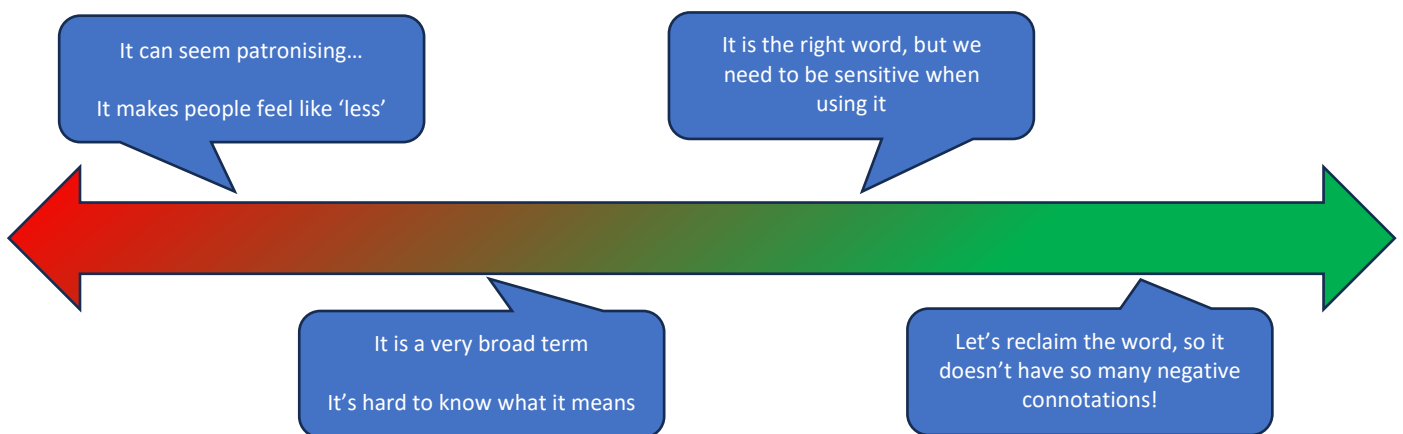 It can seem patronising…
It makes people feel like ‘less’
It is the right word, but we
need to be sensitive when
using it
It is a very broad term
It’s hard to know what it means
Let’s reclaim the word, so it
doesn’t have so many negative
connotations!